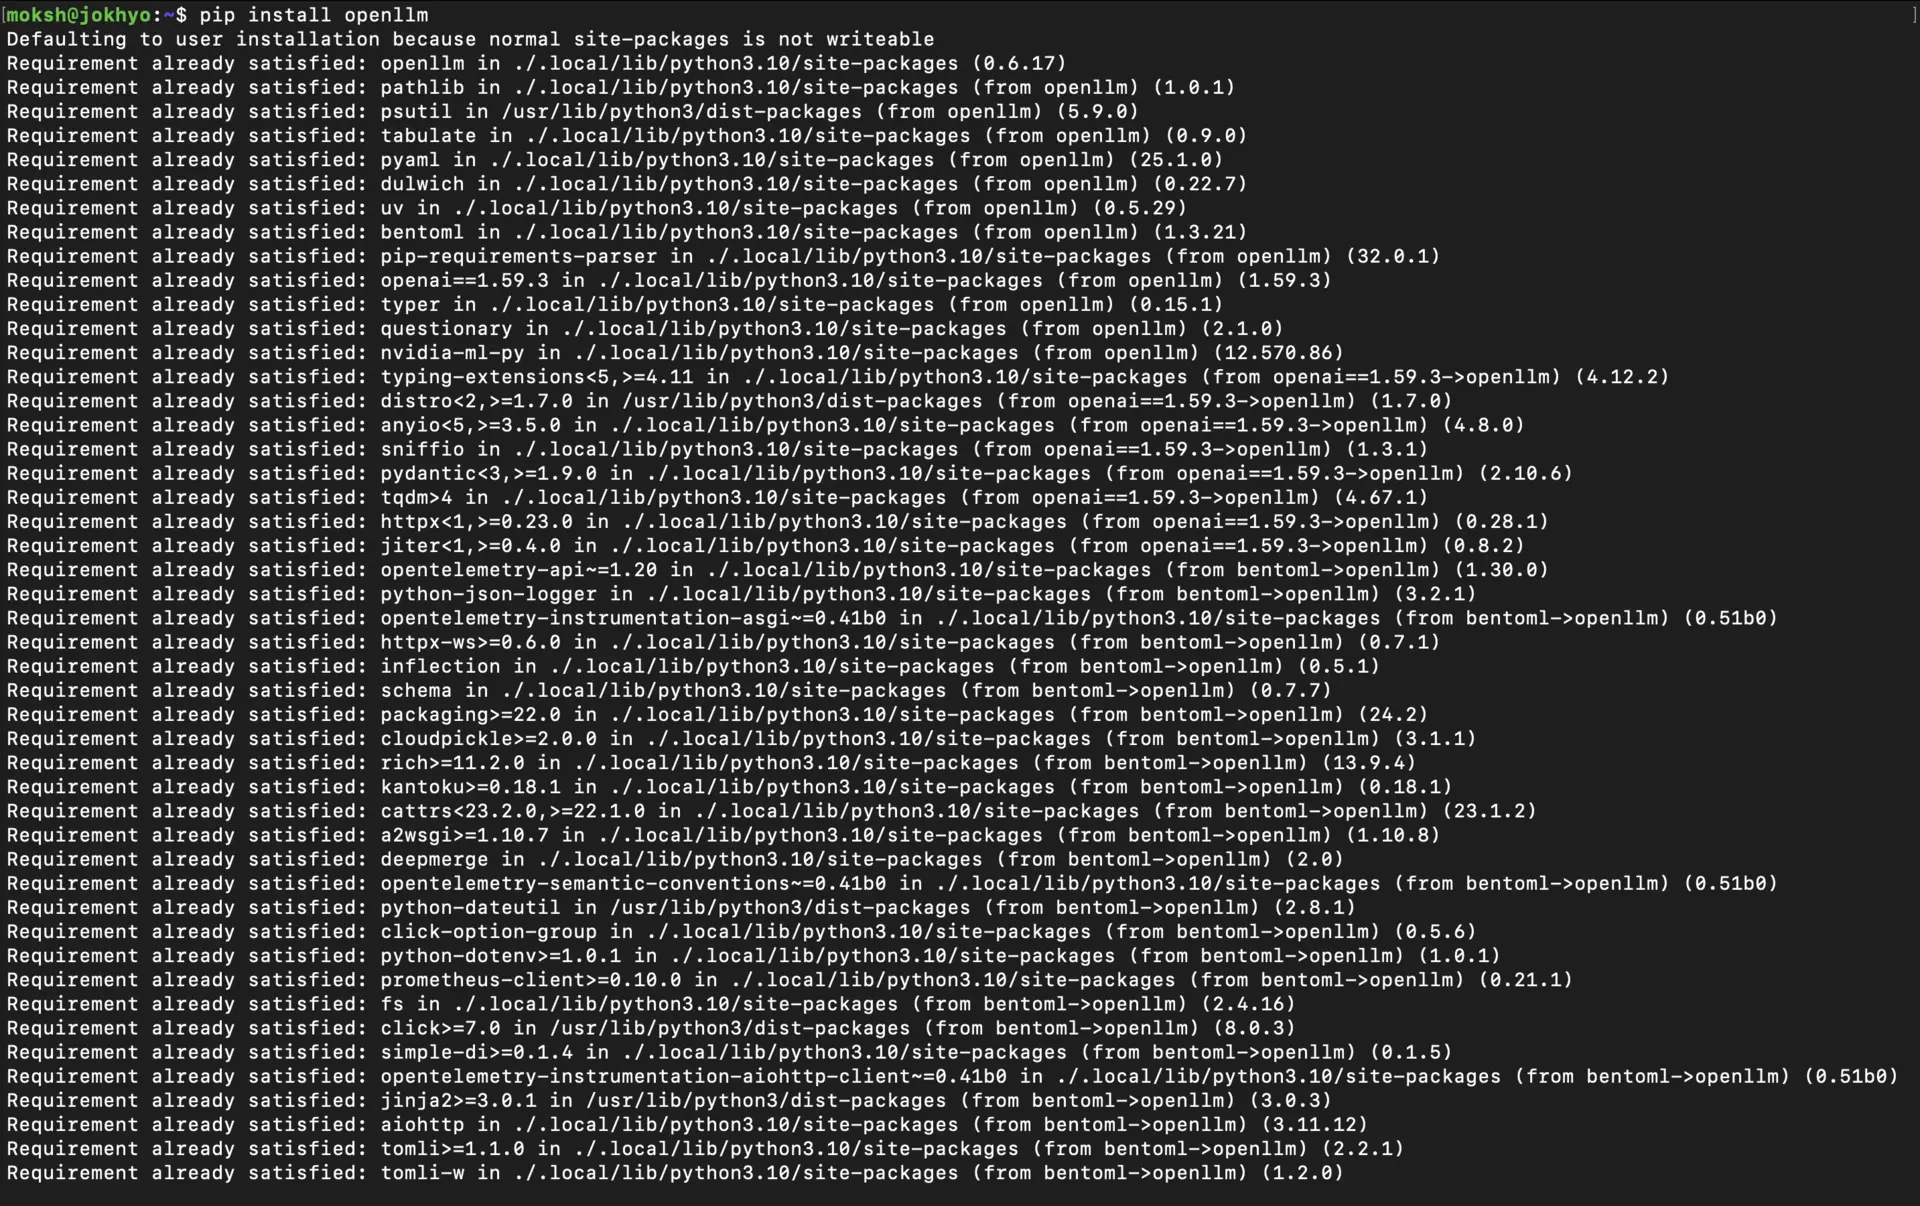 [moksh@jokhyo:~$ pip install openllm ]
Defaulting to user installation because normal site-packages is not writeable
Requirement already satisfied: openllm in ./.local/lib/python3.10/site-packages (0.6.17)
Requirement already satisfied: pathlib in ./.local/lib/python3.10/site-packages (from openllm) (1.0.1)
Requirement already satisfied: psutil in /usr/lib/python3/dist-packages (from openllm) (5.9.0)
Requirement already satisfied: tabulate in ./.local/lib/python3.10/site-packages (from openllm) (0.9.0)
Requirement already satisfied: pyaml in ./.local/lib/python3.10/site-packages (from openllm) (25.1.0)
Requirement already satisfied: dulwich in ./.local/lib/python3.10/site-packages (from openllm) (0.22.7)
Requirement already satisfied: uv in ./.local/lib/python3.10/site-packages (from openllm) (0.5.29)
Requirement already satisfied: bentoml in ./.local/lib/python3.10/site-packages (from openllm) (1.3.21)
Requirement already satisfied: pip-requirements-parser in ./.local/lib/python3.10/site-packages (from openllm) (32.0.1)
Requirement already satisfied: openai==1.59.3 in ./.local/lib/python3.10/site-packages (from openllm) (1.59.3)
Requirement already satisfied: typer in ./.local/lib/python3.10/site-packages (from openllm) (0.15.1)
Requirement already satisfied: questionary in ./.local/lib/python3.10/site-packages (from openllm) (2.1.0)
Requirement already satisfied: nvidia-ml-py in ./.local/lib/python3.10/site-packages (from openllm) (12.570.86)
Requirement already satisfied: typing-extensions<5,>=4.11 in ./.local/lib/python3.10/site-packages (from openai==1.59.3->openllm) (4.12.2)
Requirement already satisfied: distro<2,>=1.7.0 in /usr/lib/python3/dist-packages (from openai==1.59.3->openllm) (1.7.0)
Requirement already satisfied: anyio<5,>=3.5.0 in ./.local/lib/python3.10/site-packages (from openai==1.59.3->openllm) (4.8.0)
Requirement already satisfied: sniffio in ./.local/lib/python3.10/site-packages (from openai==1.59.3->openllm) (1.3.1)
Requirement already satisfied: pydantic<3,>=1.9.0 in ./.local/lib/python3.10/site-packages (from openai==1.59.3->openllm) (2.10.6)
Requirement already satisfied: tqdm>4 in ./.local/lib/python3.10/site-packages (from openai==1.59.3->openllm) (4.67.1)
Requirement already satisfied: httpx<1,>=0.23.0 in ./.local/lib/python3.10/site-packages (from openai==1.59.3->openllm) (0.28.1)
Requirement already satisfied: jiter<1,>=0.4.0 in ./.local/lib/python3.10/site-packages (from openai==1.59.3->openllm) (0.8.2)
Requirement already satisfied: opentelemetry-api~=1.20 in ./.local/lib/python3.10/site-packages (from bentoml->openllm) (1.30.0)
Requirement already satisfied: python-json-logger in ./.local/lib/python3.10/site-packages (from bentoml->openllm) (3.2.1)
Requirement already satisfied: opentelemetry-instrumentation-asgi~=0.41b0 in ./.local/lib/python3.10/site-packages (from bentoml->openllm) (0.51b0)
Requirement already satisfied: httpx-ws>=0.6.0 in ./.local/lib/python3.10/site-packages (from bentoml->openllm) (0.7.1)
Requirement already satisfied: inflection in ./.local/lib/python3.10/site-packages (from bentoml->openllm) (0.5.1)
Requirement already satisfied: schema in ./.local/lib/python3.10/site-packages (from bentoml->openllm) (0.7.7)
Requirement already satisfied: packaging>=22.0 in ./.local/lib/python3.10/site-packages (from bentoml->openllm) (24.2)
Requirement already satisfied: cloudpickle>=2.0.0 in ./.local/lib/python3.10/site-packages (from bentoml->openllm) (3.1.1)
Requirement already satisfied: rich>=11.2.0 in ./.local/lib/python3.10/site-packages (from bentoml->openllm) (13.9.4)
Requirement already satisfied: kantoku>=0.18.1 in ./.local/lib/python3.10/site-packages (from bentoml->openllm) (0.18.1)
Requirement already satisfied: cattrs<23.2.0,>=22.1.0 in ./.local/lib/python3.10/site-packages (from bentoml->openllm) (23.1.2)
Requirement already satisfied: a2wsgi>=1.10.7 in ./.local/lib/python3.10/site-packages (from bentoml->openllm) (1.10.8)
Requirement already satisfied: deepmerge in ./.local/lib/python3.10/site-packages (from bentoml->openllm) (2.0)
Requirement already satisfied: opentelemetry-semantic-conventions~=0.41b0 in ./.local/lib/python3.10/site-packages (from bentoml->openllm) (0.51b0)
Requirement already satisfied: python-dateutil in /usr/lib/python3/dist-packages (from bentoml->openllm) (2.8.1)
Requirement already satisfied: click-option-group in ./.local/lib/python3.10/site-packages (from bentoml->openllm) (0.5.6)
Requirement already satisfied: python-dotenv>=1.0.1 in ./.local/lib/python3.10/site-packages (from bentoml->openllm) (1.0.1)
Requirement already satisfied: prometheus-client>=0.10.0 in ./.local/lib/python3.10/site-packages (from bentoml->openllm) (0.21.1)
Requirement already satisfied: fs in ./.local/lib/python3.10/site-packages (from bentoml->openllm) (2.4.16)
Requirement already satisfied: click>=7.0 in /usr/lib/python3/dist-packages (from bentoml->openllm) (8.0.3)
Requirement already satisfied: simple-di>=0.1.4 in ./.local/lib/python3.10/site-packages (from bentoml->openllm) (0.1.5)
Requirement already satisfied: opentelemetry-instrumentation-aiohttp-client~=0.41b0 in ./.local/lib/python3.10/site-packages (from bentoml->openllm) (0.51b0)
Requirement already satisfied: jinja2>=3.0.1 in /usr/lib/python3/dist-packages (from bentoml->openllm) (3.0.3)
Requirement already satisfied: aiohttp in ./.local/lib/python3.10/site-packages (from bentoml->openllm) (3.11.12)
Requirement already satisfied: tomli>=1.1.0 in ./.local/lib/python3.10/site-packages (from bentoml->openllm) (2.2.1)
Requirement already satisfied: tomli-w in ./.local/lib/python3.10/site-packages (from bentoml->openllm) (1.2.0)